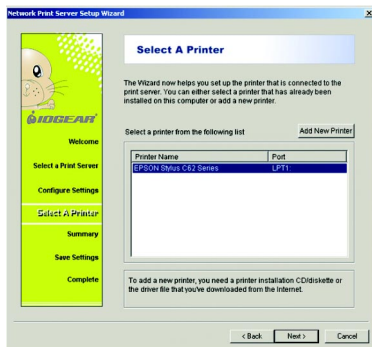 Network Print Server Setup Wizard
x
IOGEAR
Welcome
Select a Print Server
Configure Settings
Select A Printer
Summary
Save Settings
Complete
Select A Printer
The Wizard now helps you set up the printer that is connected to the
print server. You can either select a printer that has already been
installed on this computer or add a new printer.
Select a printer from the following list
Add New Printer
Printer Name Port
EPSON Stylus C62 Series LPT1:
To add a new printer, you need a printer installation CD/diskette or
the driver file that you've downloaded from the Internet.
< Back Next > Cancel